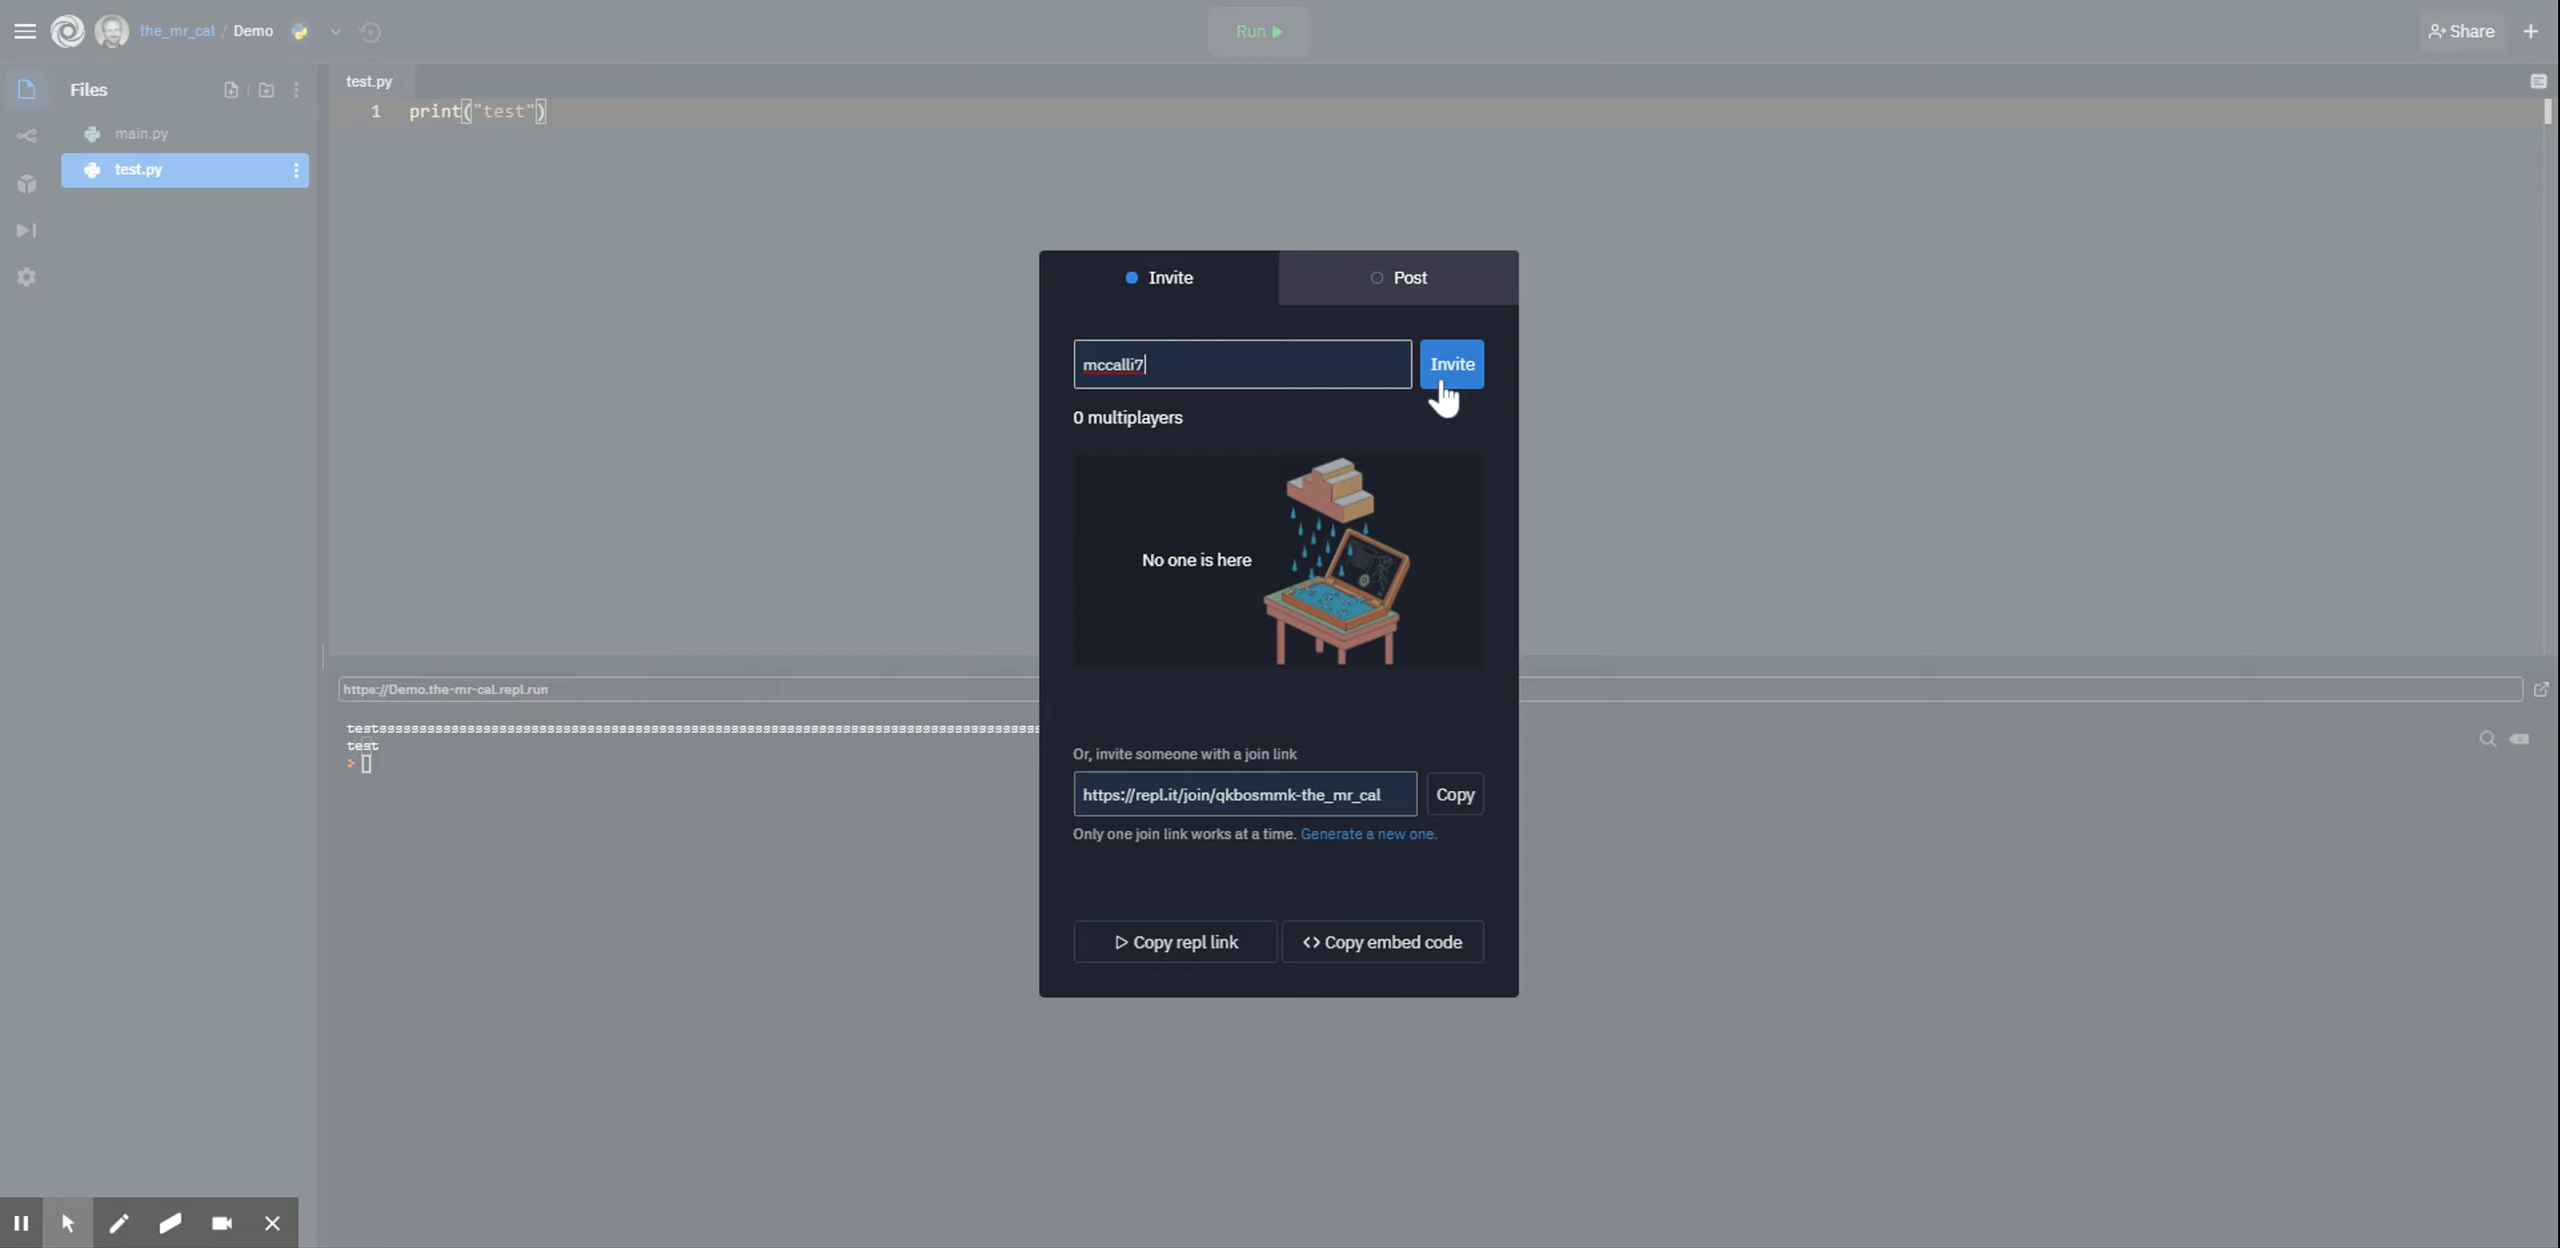 the_mr_cal / Demo
Run
Share
Files
main.py
test.py
test.py
1 print("test")
Invite
Post
mccalli7
Invite
0 multiplayers
No one is here
https://Demo.the-mr-cal.repl.run
test
>
Or, invite someone with a join link
https://repl.it/join/qkbosmmk-the_mr_cal
Copy
Only one join link works at a time. Generate a new one.
Copy repl link
<> Copy embed code